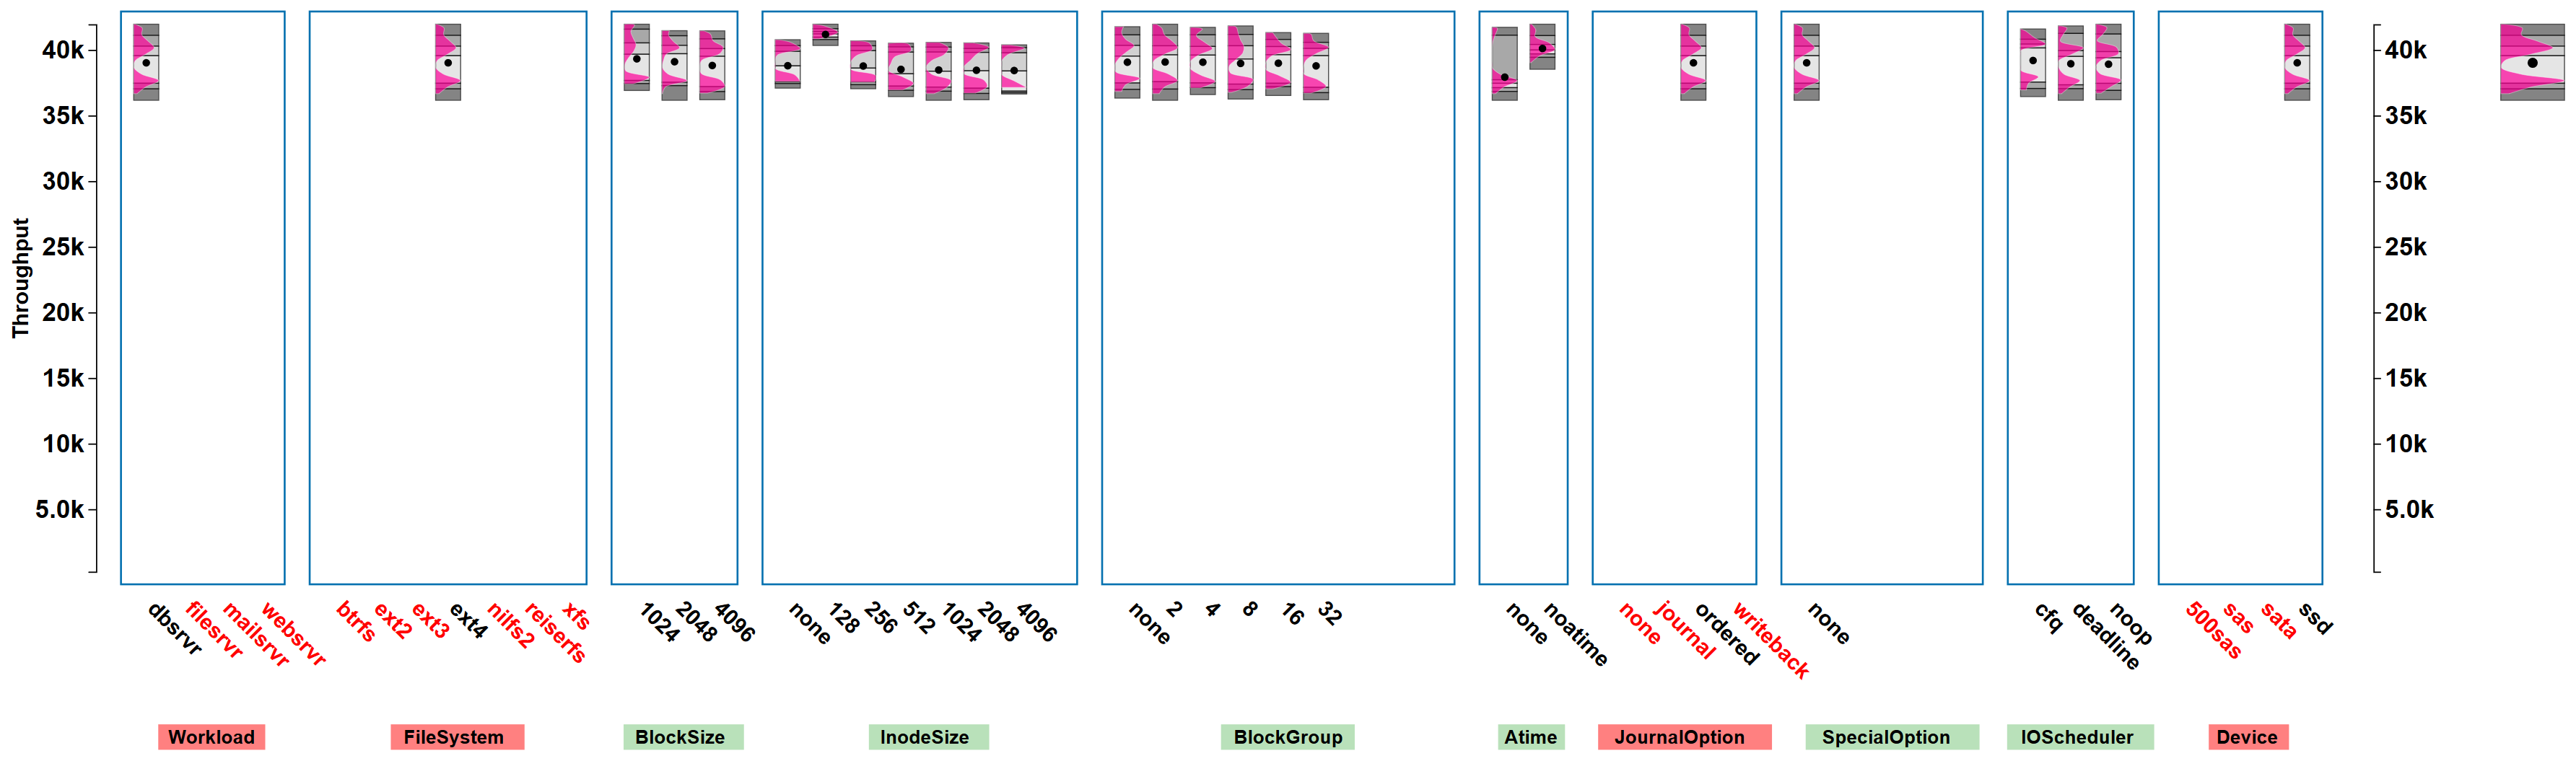 Throughput
40k
35k
30k
25k
20k
15k
10k
5.0k
40k
35k
30k
25k
20k
15k
10k
5.0k
dbsrvr
filesrvr
mailsrvr
websrvr
btrfs
ext2
ext3
ext4
nilfs2
reiserfs
xfs
1024
2048
4096
none
128
256
512
1024
2048
4096
none
2
4
8
16
32
none
noatime
none
journal
ordered
writeback
none
cfq
deadline
noop
500sas
sas
sata
ssd
Workload
FileSystem
BlockSize
InodeSize
BlockGroup
Atime
JournalOption
SpecialOption
IOScheduler
Device